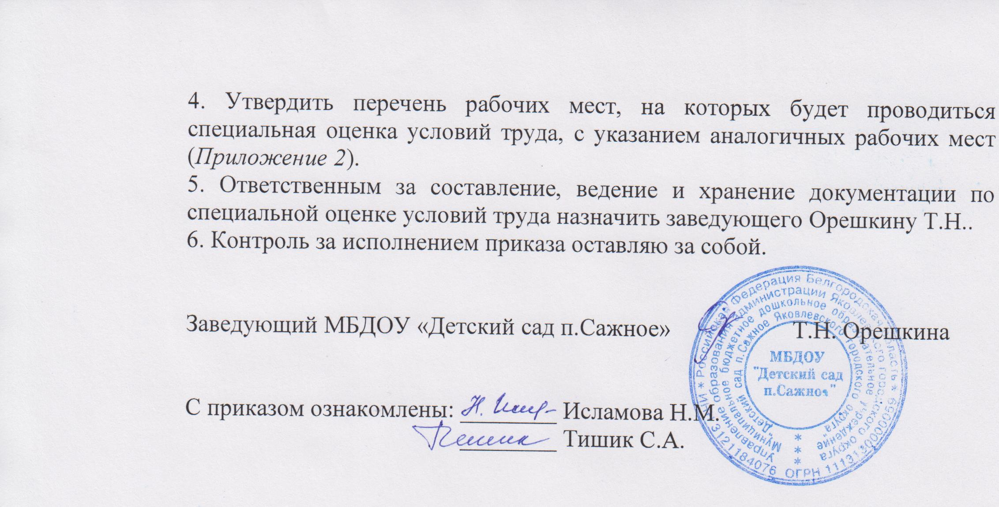 4. Утвердить перечень рабочих мест, на которых будет проводиться
специальная оценка условий труда, с указанием аналогичных рабочих мест
(Приложение 2).
5. Ответственным за составление, ведение и хранение документации по
специальной оценке условий труда назначить заведующего Орешкину Т.Н..
6. Контроль за исполнением приказа оставляю за собой.
Заведующий МБДОУ «Детский сад п.Сажное» Т.Н. Орешкина
С приказом ознакомлены: Исламова Н.М.
Тишик С.А.
Российская Федерация Белгородская область *
ИНН 3121184076 ОГРН
Управление образования администрации Яковлевского городского округа
Муниципальное бюджетное дошкольное образовательное учреждение
"Детский сад п.Сажное Яковлевского городского округа"
МБДОУ
"Детский сад
п.Сажное"